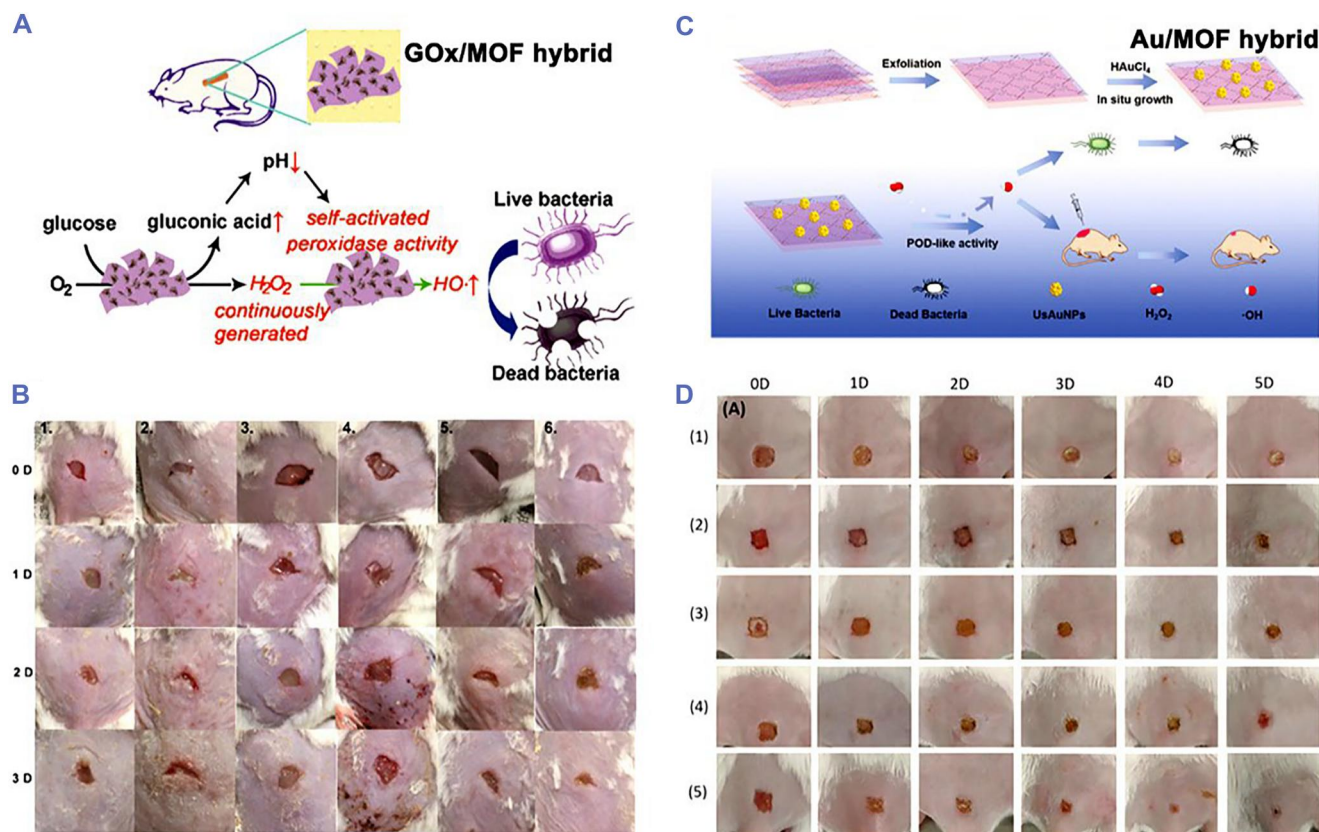 A
GOx/MOF hybrid
pH↓
glucose
gluconic acid↑
self-activated
peroxidase activity
O₂
H₂O₂
HO·↑
continuously
generated
Live bacteria
Dead bacteria
B
1. 2. 3. 4. 5. 6.
0 D
1 D
2 D
3 D
C
Au/MOF hybrid
Exfoliation
HAuCl₄
In situ growth
POD-like activity
Live Bacteria
Dead Bacteria
UsAuNPs
H₂O₂
·OH
D
0D 1D 2D 3D 4D 5D
(A)
(1)
(2)
(3)
(4)
(5)